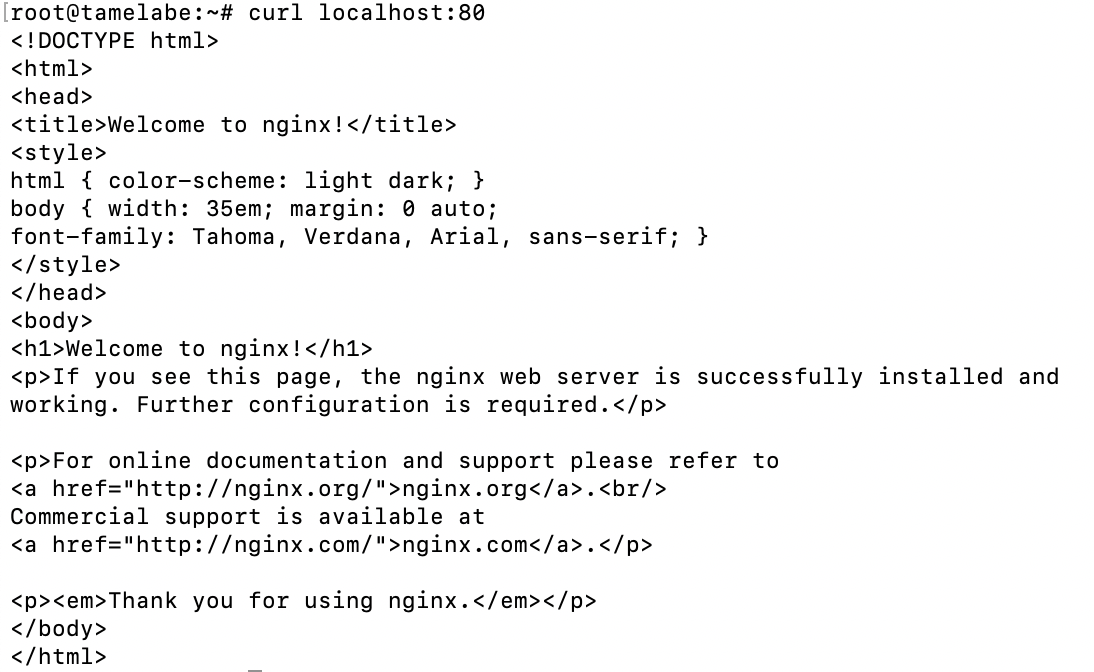 root@tamelabe:~# curl localhost:80
<!DOCTYPE html>
<html>
<head>
<title>Welcome to nginx!</title>
<style>
html { color-scheme: light dark; }
body { width: 35em; margin: 0 auto;
font-family: Tahoma, Verdana, Arial, sans-serif; }
</style>
</head>
<body>
<h1>Welcome to nginx!</h1>
<p>If you see this page, the nginx web server is successfully installed and
working. Further configuration is required.</p>

<p>For online documentation and support please refer to
<a href="http://nginx.org/">nginx.org</a>.<br/>
Commercial support is available at
<a href="http://nginx.com/">nginx.com</a>.</p>

<p><em>Thank you for using nginx.</em></p>
</body>
</html>